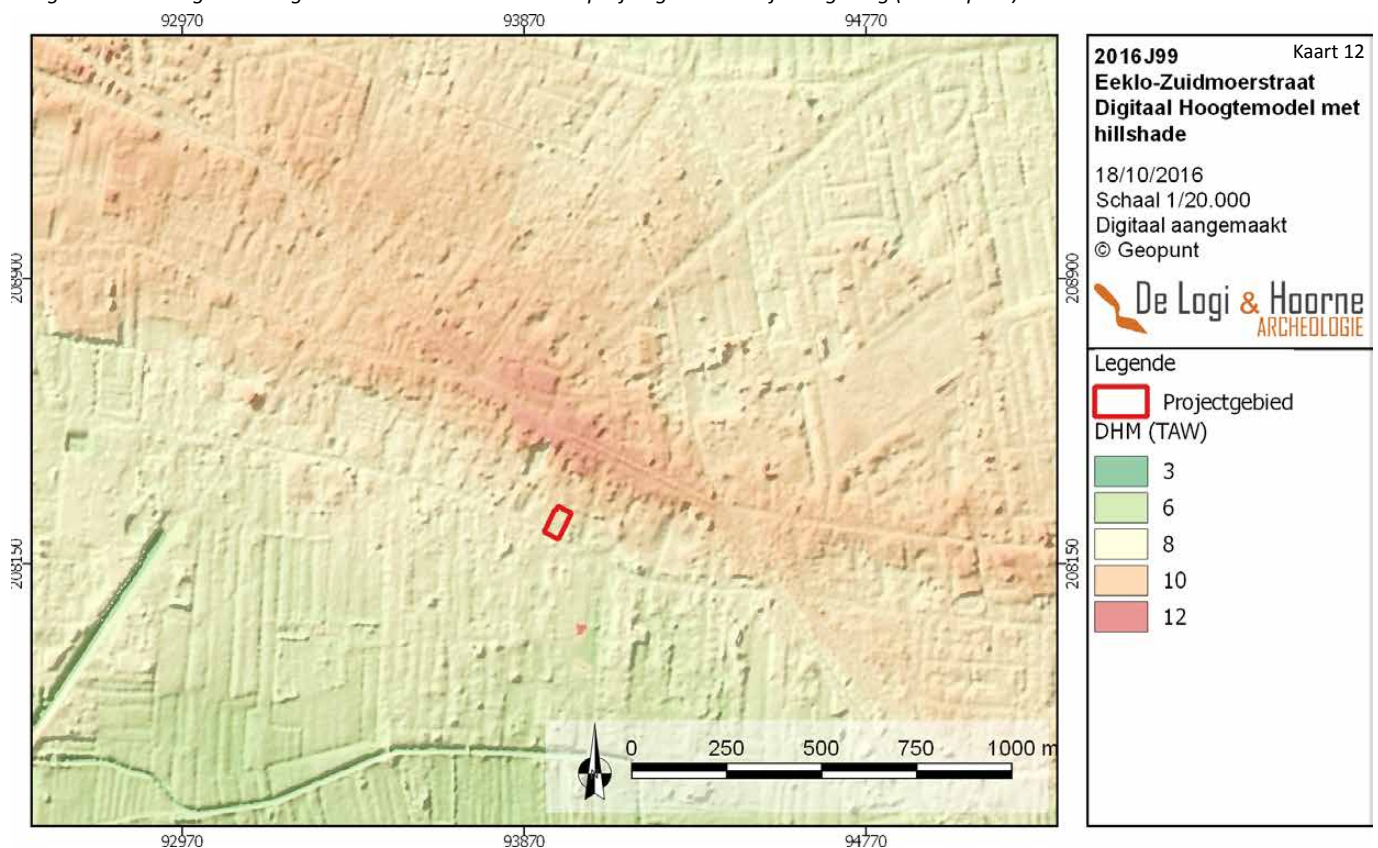 92970 93870 94770
208900 208900
208150 208150
0 250 500 750 1000 m
92970 93870 94770
2016J99 Kaart 12
Eeklo-Zuidmoerstraat
Digitaal Hoogtemodel met
hillshade
18/10/2016
Schaal 1/20.000
Digitaal aangemaakt
© Geopunt
De Logi & Hoorne
ARCHEOLOGIE
Legende
Projectgebied
DHM (TAW)
3
6
8
10
12